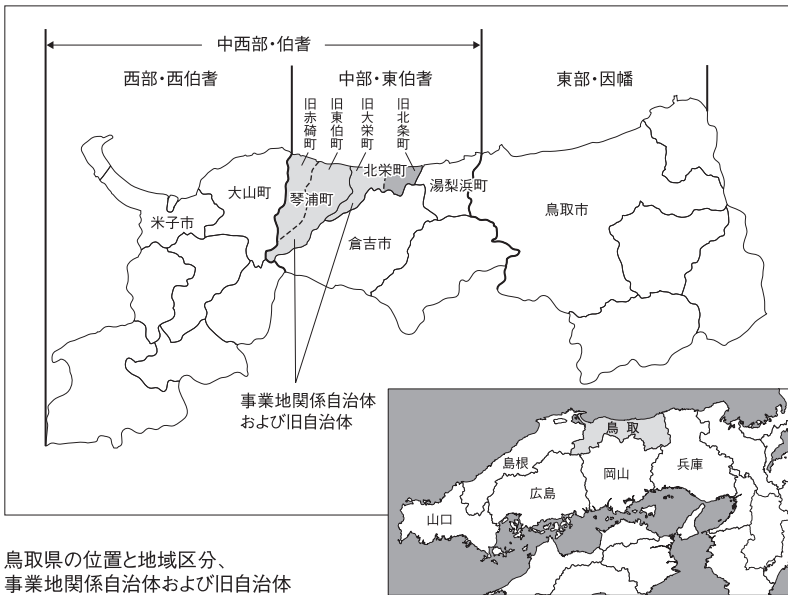 中西部・伯耆
西部・西伯耆
中部・東伯耆
東部・因幡
旧赤碕町
旧東伯町
旧大栄町
旧北条町
北栄町
湯梨浜町
大山町
琴浦町
米子市
鳥取市
倉吉市
事業地関係自治体
および旧自治体
鳥取
島根
岡山
兵庫
広島
山口
鳥取県の位置と地域区分、
事業地関係自治体および旧自治体